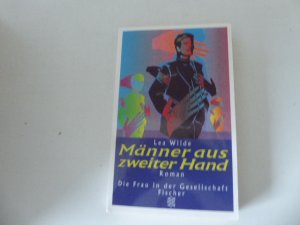 Lea Wilde
Männer aus
zweiter Hand
Roman
Die Frau in der Gesellschaft
Fischer